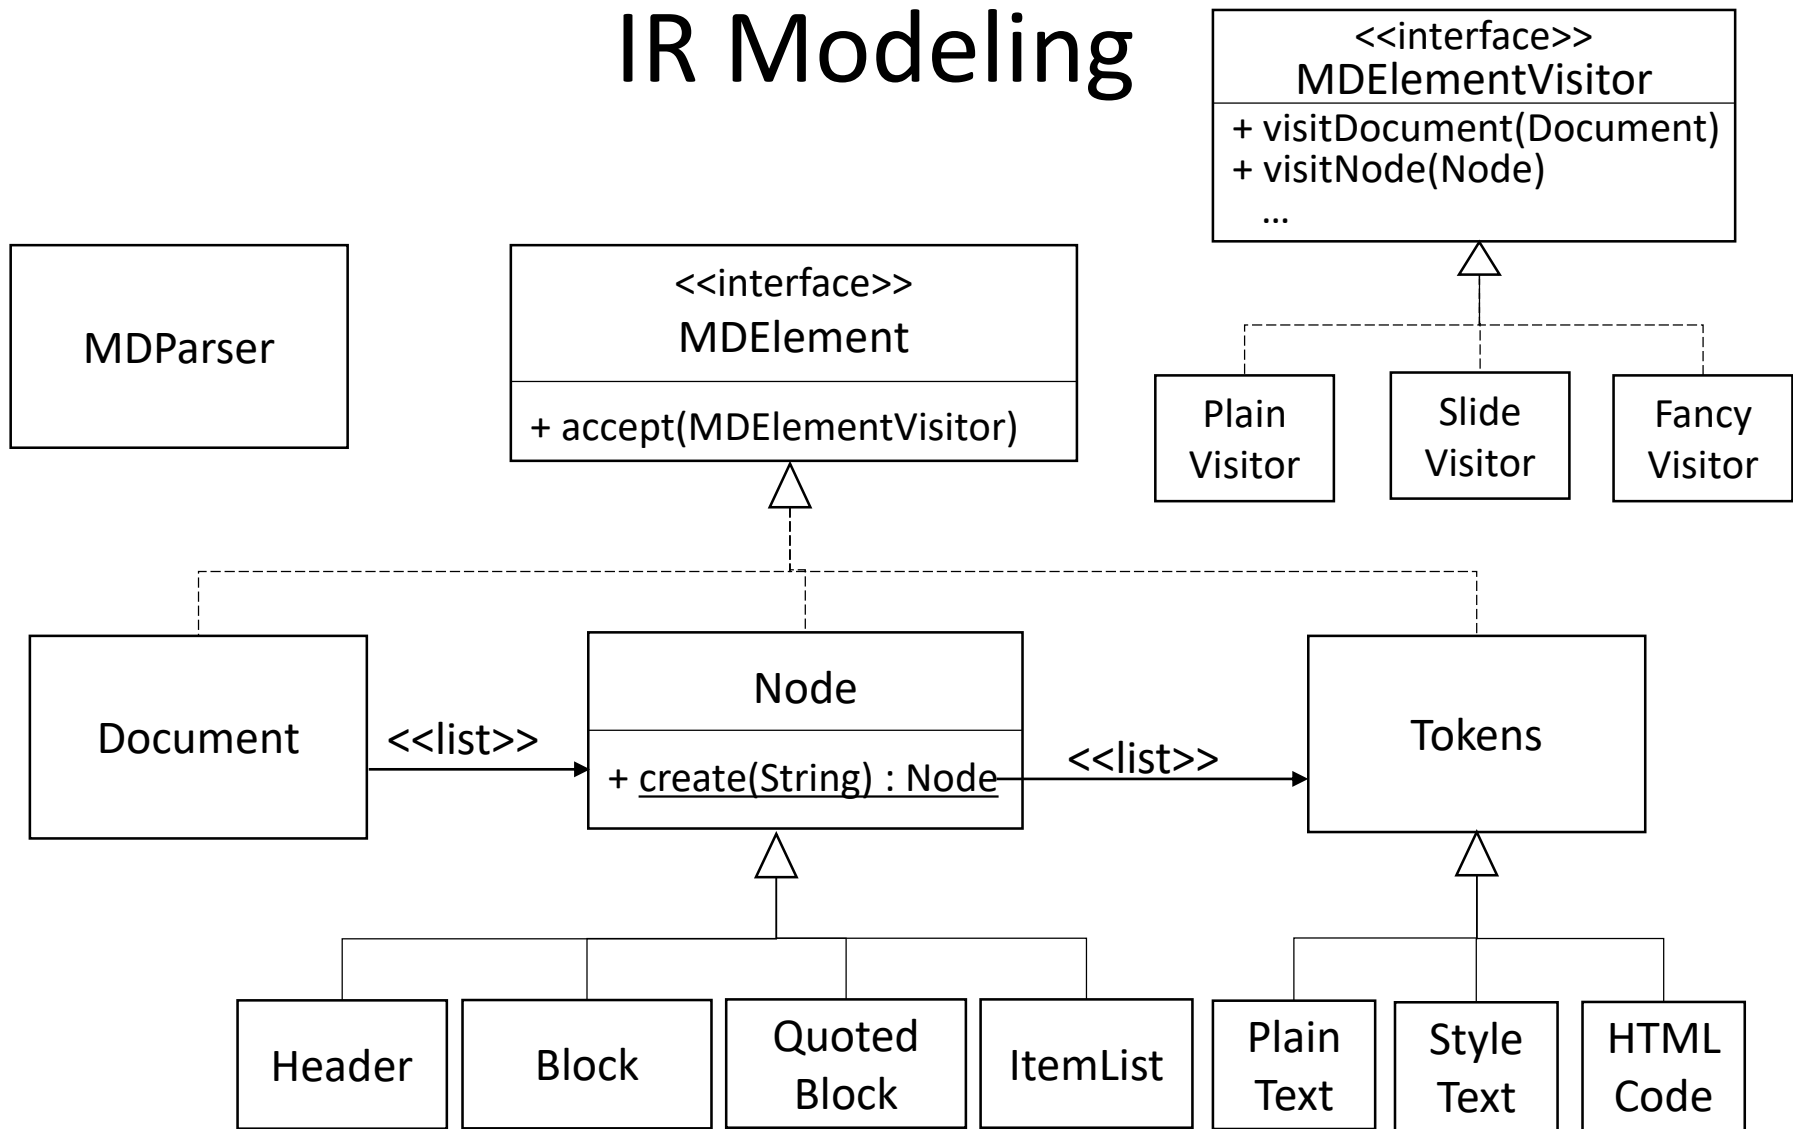 IR Modeling
<<interface>>
MDElementVisitor
+ visitDocument(Document)
+ visitNode(Node)
...
MDParser
<<interface>>
MDElement
+ accept(MDElementVisitor)
Plain
Visitor
Slide
Visitor
Fancy
Visitor
Document
<<list>>
Node
+ create(String) : Node
<<list>>
Tokens
Header
Block
Quoted
Block
ItemList
Plain
Text
Style
Text
HTML
Code